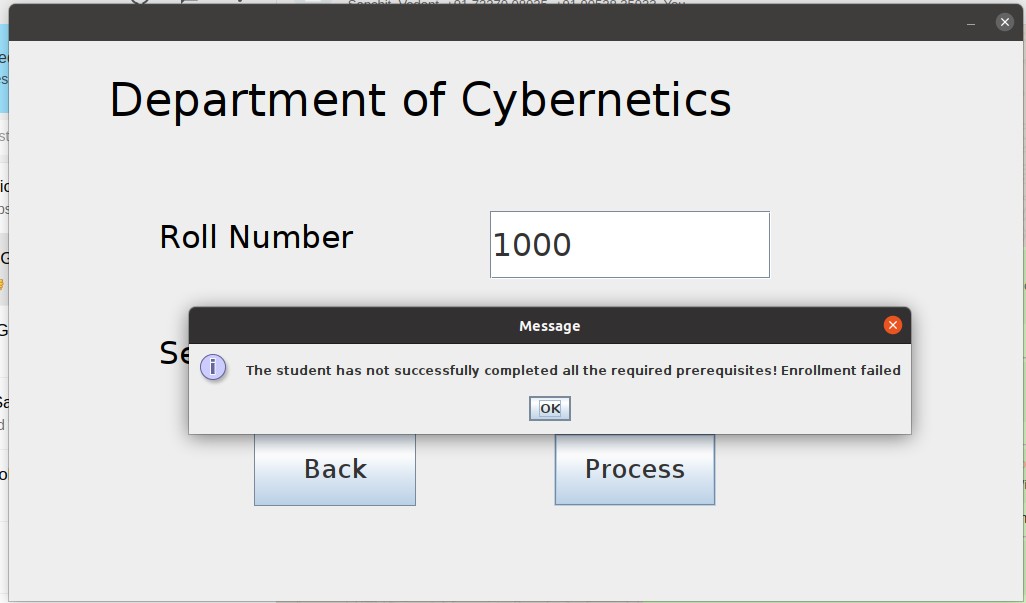 Department of Cybernetics
Roll Number
1000
Message
Se
The student has not successfully completed all the required prerequisites! Enrollment failed
OK
Back
Process